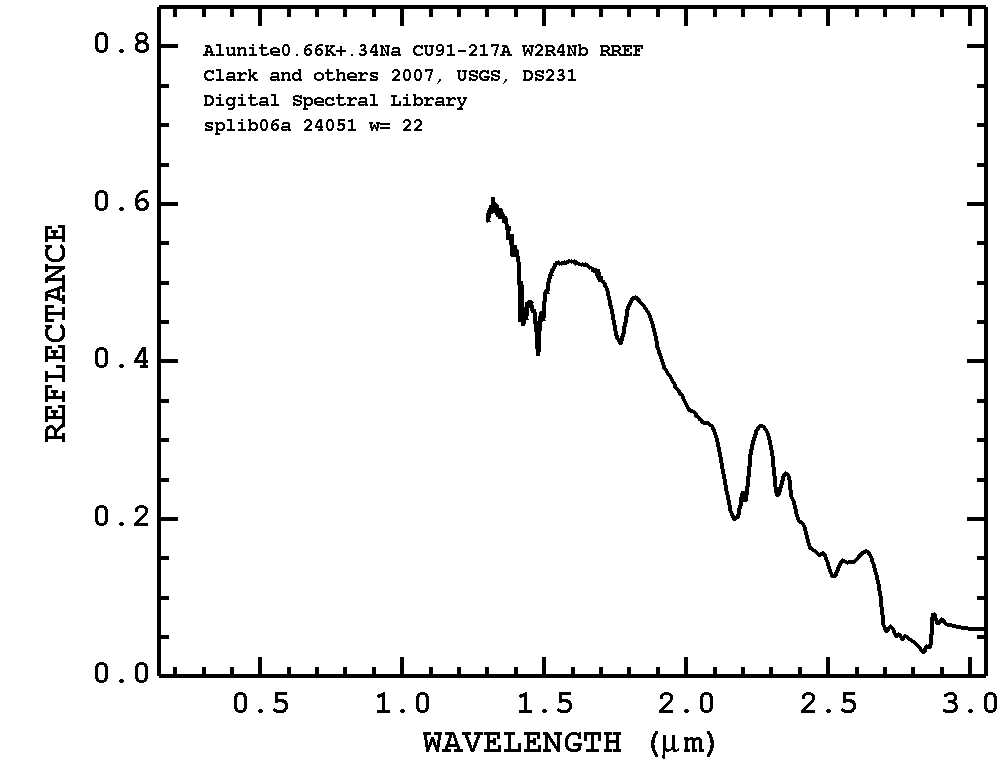 Alunite0.66K+.34Na CU91-217A W2R4Nb RREF
Clark and others 2007, USGS, DS231
Digital Spectral Library
splib06a 24051 w= 22
0.8
0.6
0.4
0.2
0.0
REFLECTANCE
0.5 1.0 1.5 2.0 2.5 3.0
WAVELENGTH (μm)